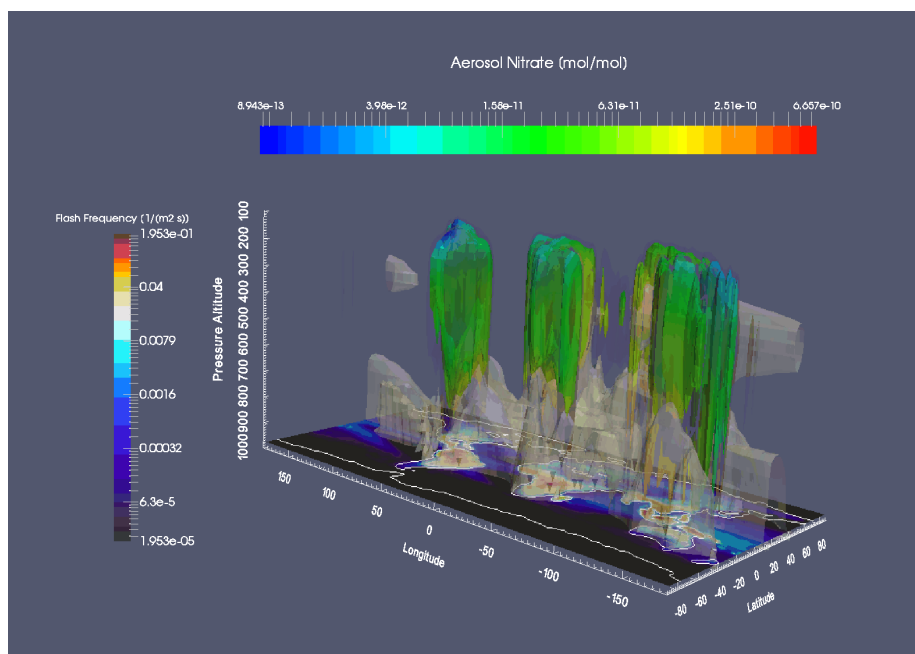 Aerosol Nitrate (mol/mol)
8.943e-13 3.98e-12 1.58e-11 6.31e-11 2.51e-10 6.657e-10
Flash Frequency (1/(m2 s))
1.953e-01
0.04
0.0079
0.0016
0.00032
6.3e-5
1.953e-05
Pressure Altitude
1000 900 800 700 600 500 400 300 200 100
150 100 50 0 -50 -100 -150
Longitude
-80 -60 -40 -20 0 20 40 60 80
Latitude